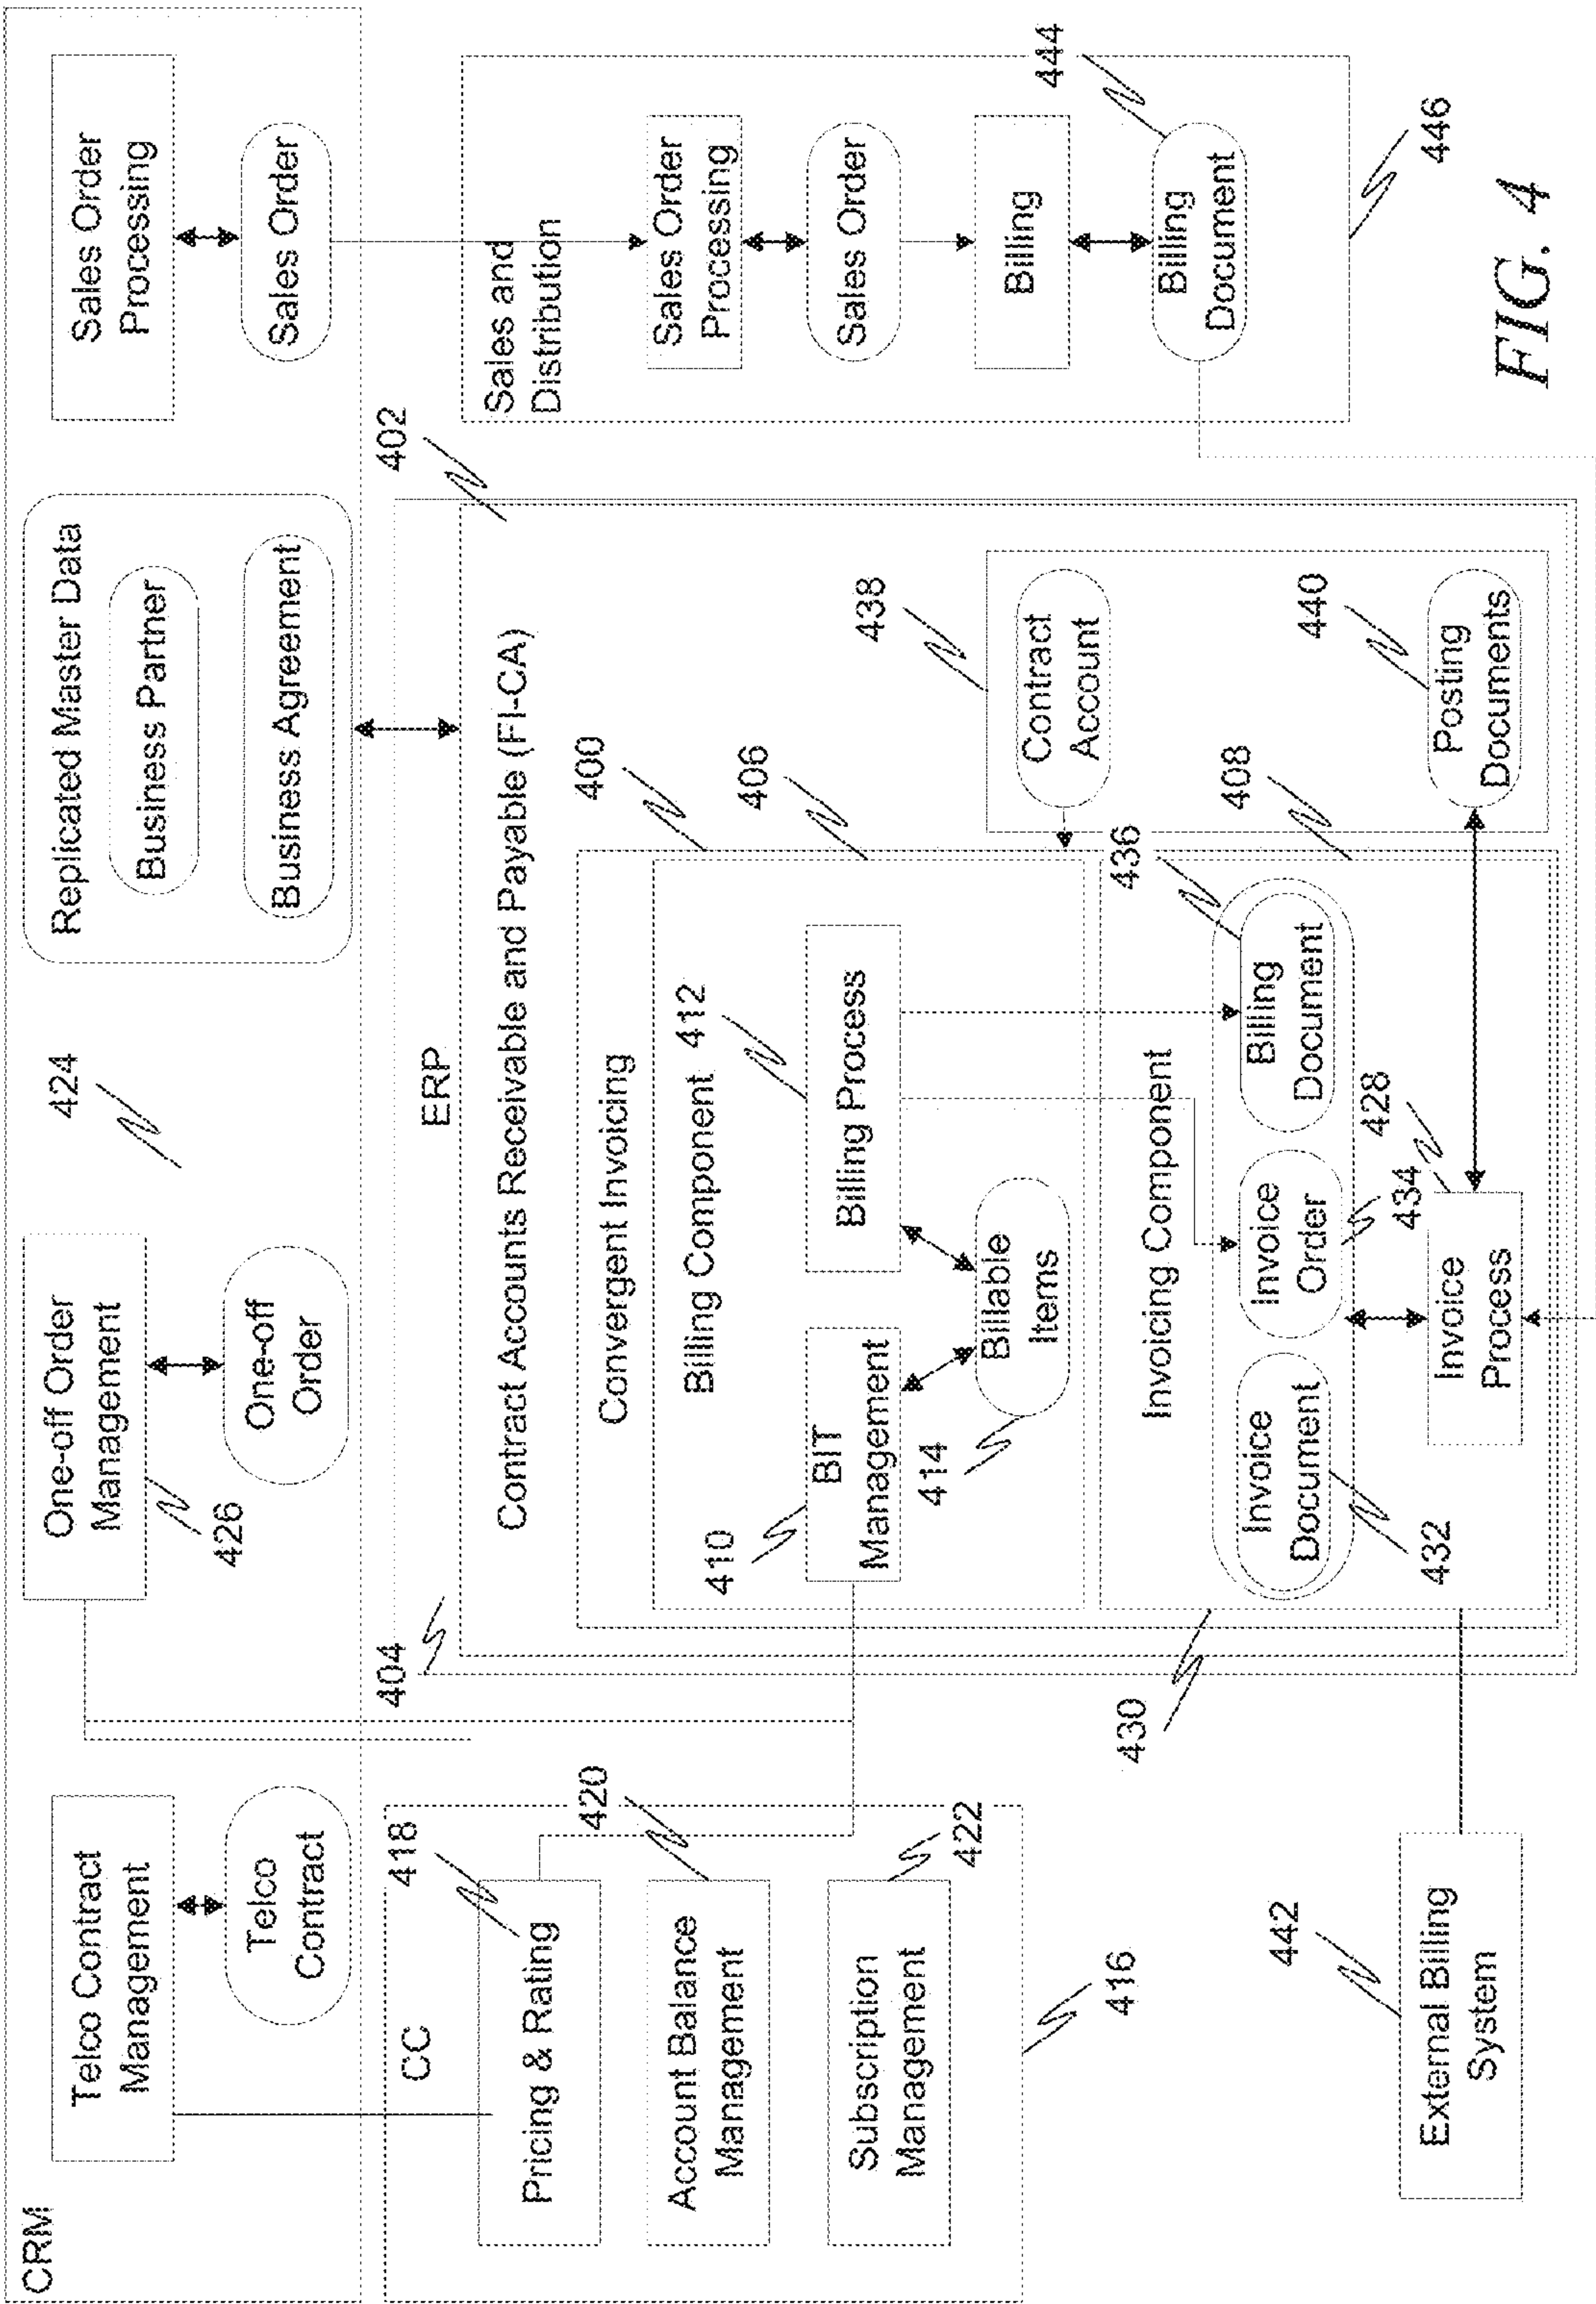 CRM
Telco Contract
Management
Telco
Contract
One-off Order
Management
426
One-off
Order
424
Replicated Master Data
Business Partner
Business Agreement
Sales Order
Processing
Sales Order
CC
418
Pricing & Rating
420
Account Balance
Management
422
Subscription
Management
416
442
External Billing
System
404
ERP
402
Contract Accounts Receivable and Payable (FI-CA)
400
Convergent Invoicing
406
Billing Component
412
410
BIT
Management
Billing Process
414
Billable
Items
438
Contract
Account
430
Invoicing Component
436
408
Invoice
Document
432
Invoice
Order
434
Billing
Document
428
Invoice
Process
440
Posting
Documents
Sales and
Distribution
Sales Order
Processing
Sales Order
Billing
444
Billing
Document
446
FIG. 4